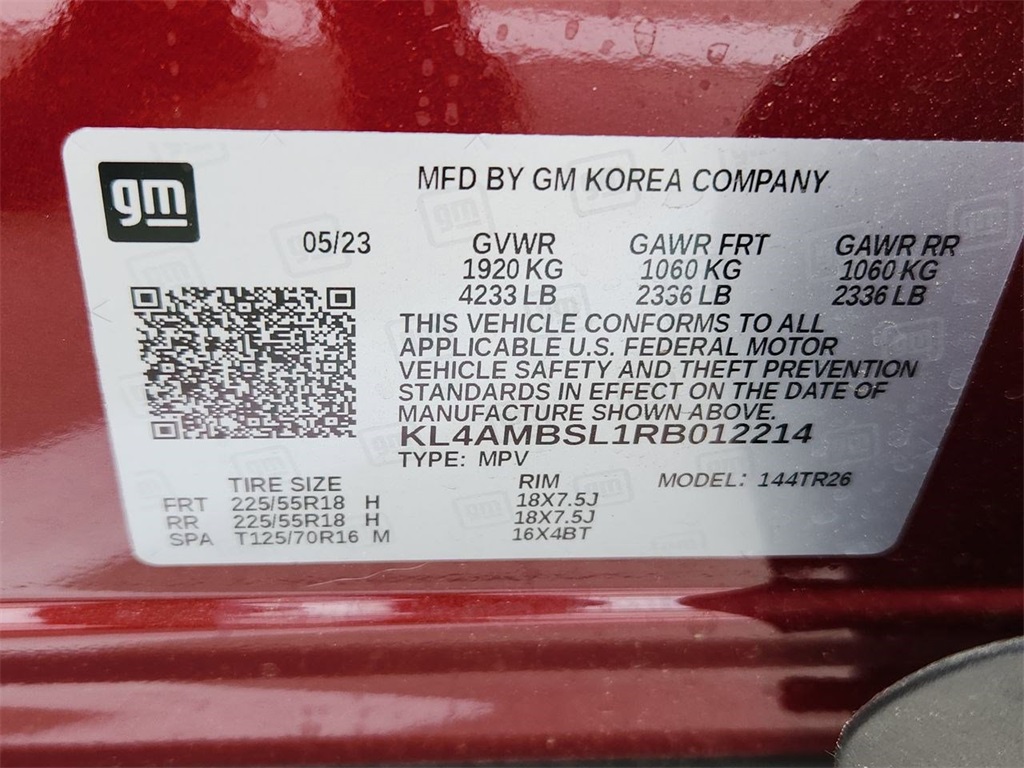 gm
MFD BY GM KOREA COMPANY
05/23 GVWR GAWR FRT GAWR RR
1920 KG 1060 KG 1060 KG
4233 LB 2336 LB 2336 LB
THIS VEHICLE CONFORMS TO ALL
APPLICABLE U.S. FEDERAL MOTOR
VEHICLE SAFETY AND THEFT PREVENTION
STANDARDS IN EFFECT ON THE DATE OF
MANUFACTURE SHOWN ABOVE.
KL4AMBSL1RB012214
TYPE: MPV
TIRE SIZE RIM MODEL: 144TR26
FRT 225/55R18 H 18X7.5J
RR 225/55R18 H 18X7.5J
SPA T125/70R16 M 16X4BT